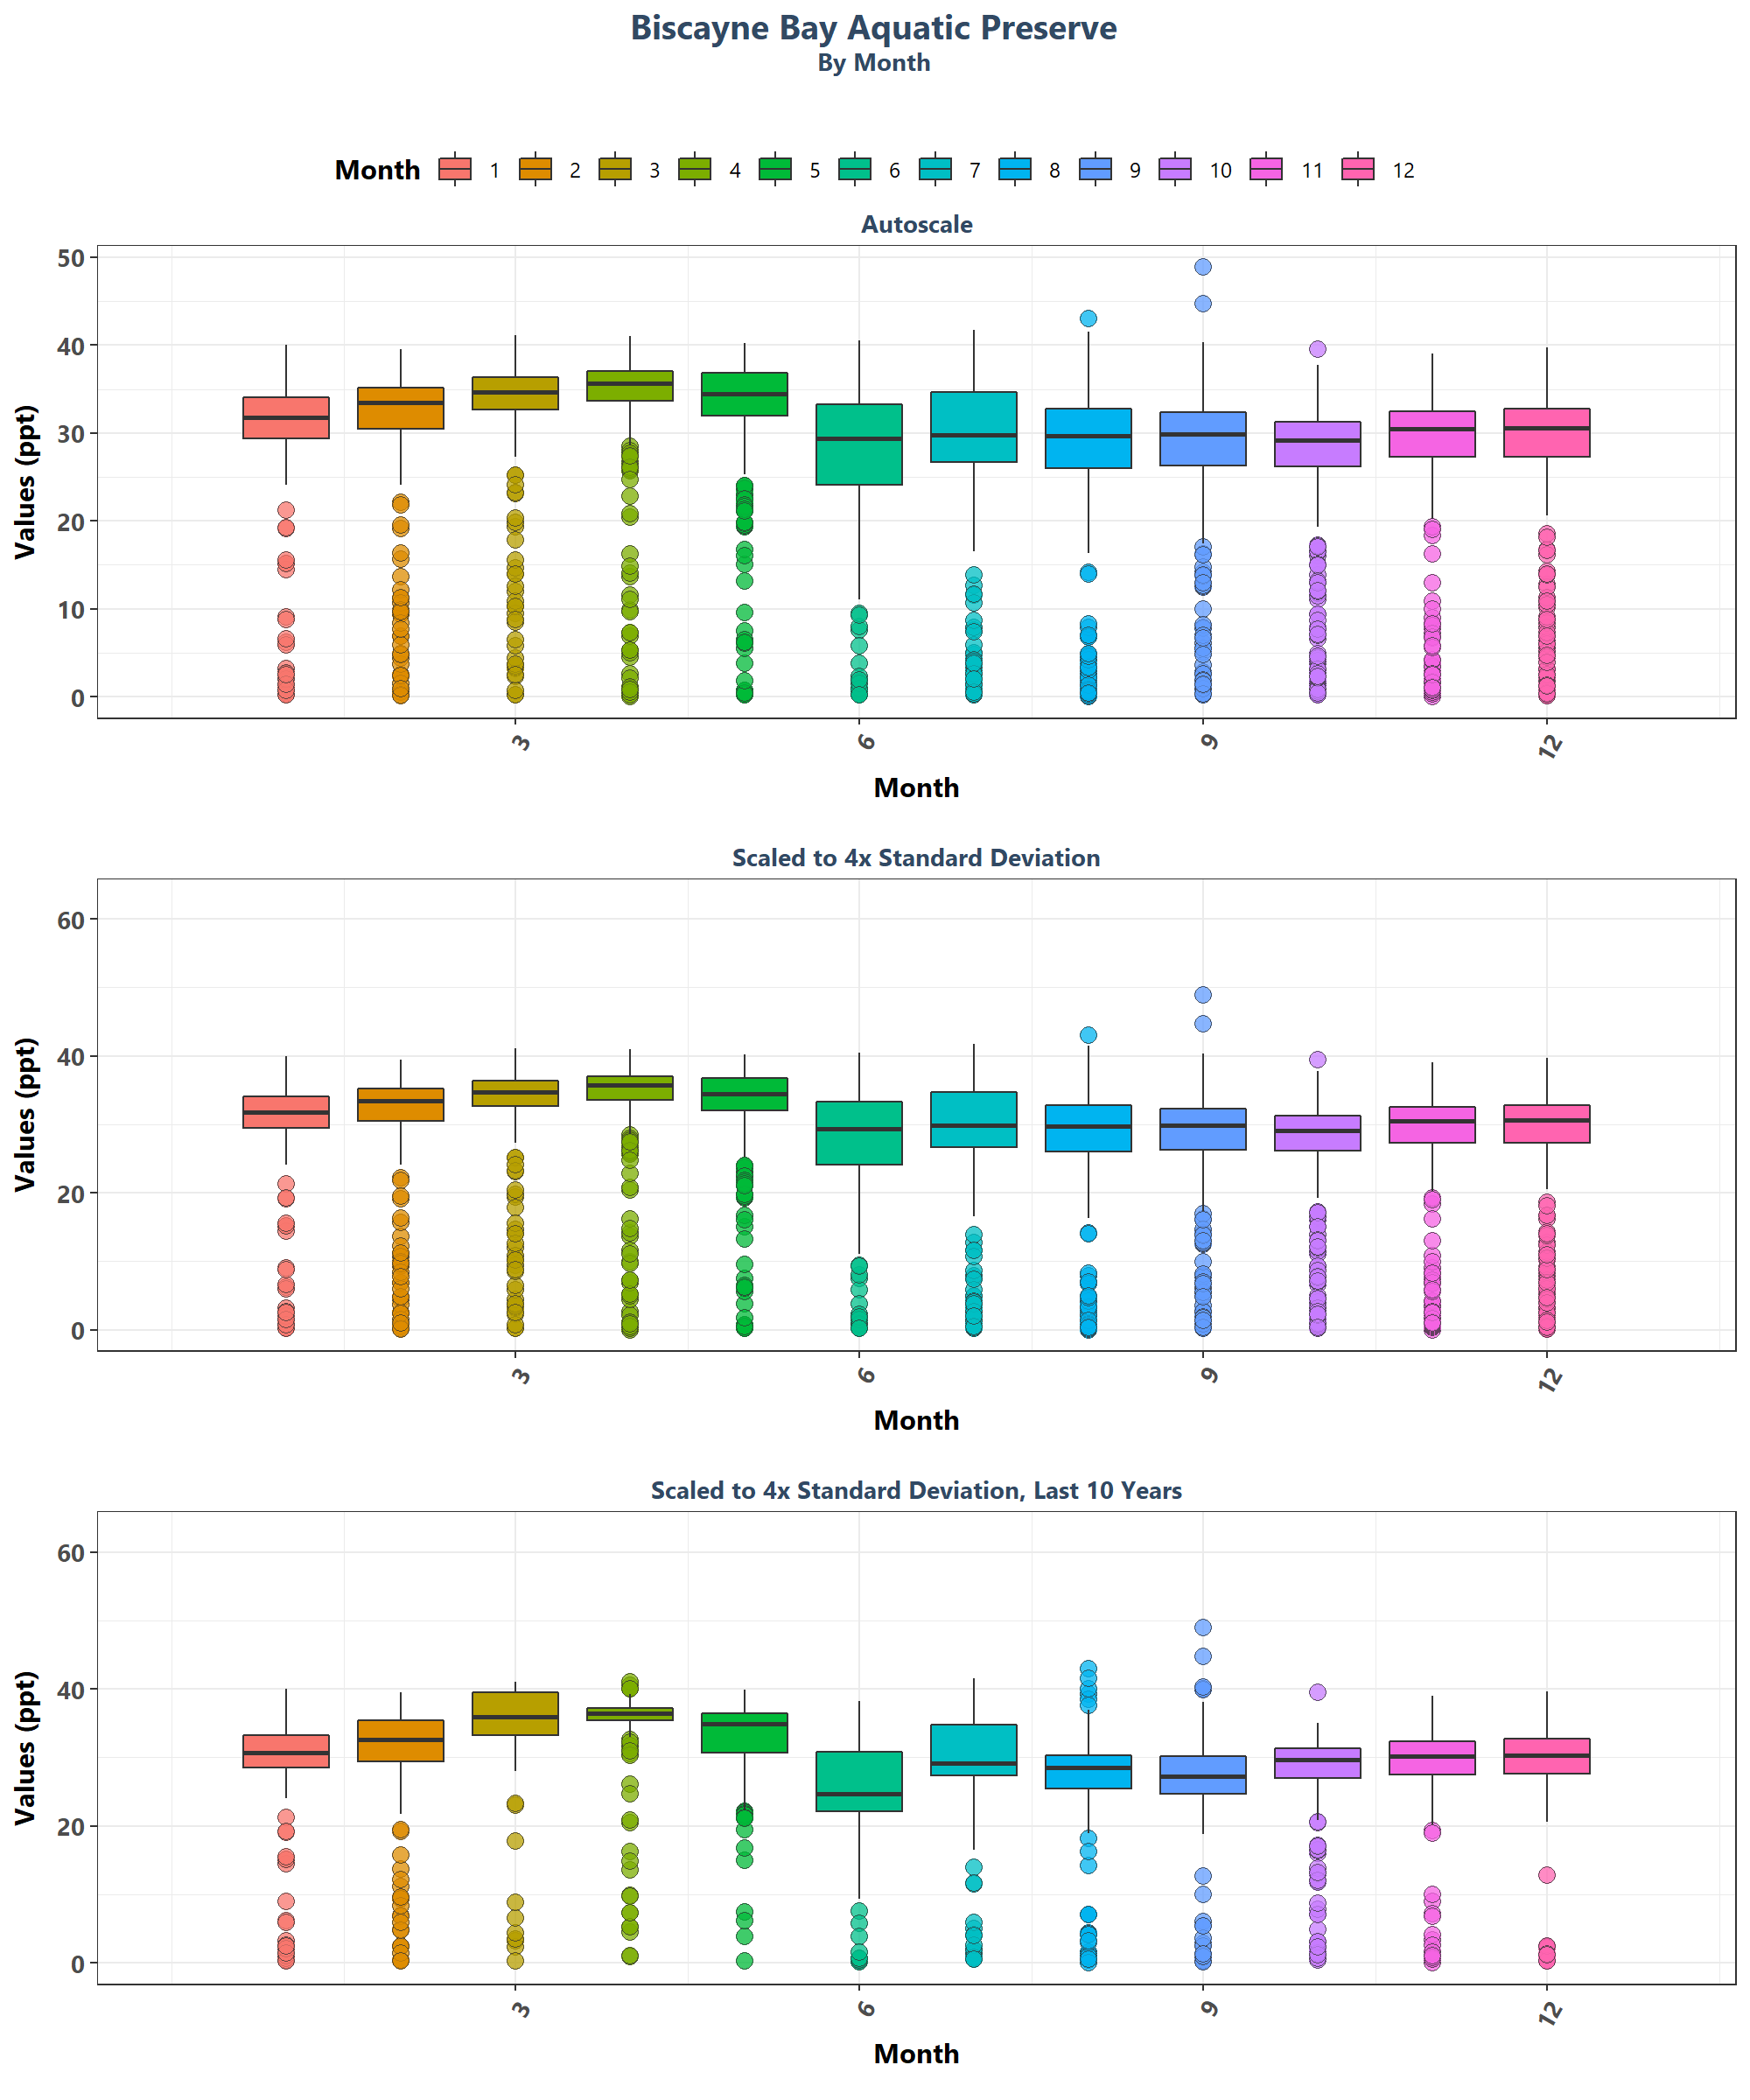 Biscayne Bay Aquatic Preserve
By Month
Month 1 2 3 4 5 6 7 8 9 10 11 12
Autoscale
Values (ppt)
50
40
30
20
10
0
3 6 9 12
Month
Scaled to 4x Standard Deviation
Values (ppt)
60
40
20
0
3 6 9 12
Month
Scaled to 4x Standard Deviation, Last 10 Years
Values (ppt)
60
40
20
0
3 6 9 12
Month